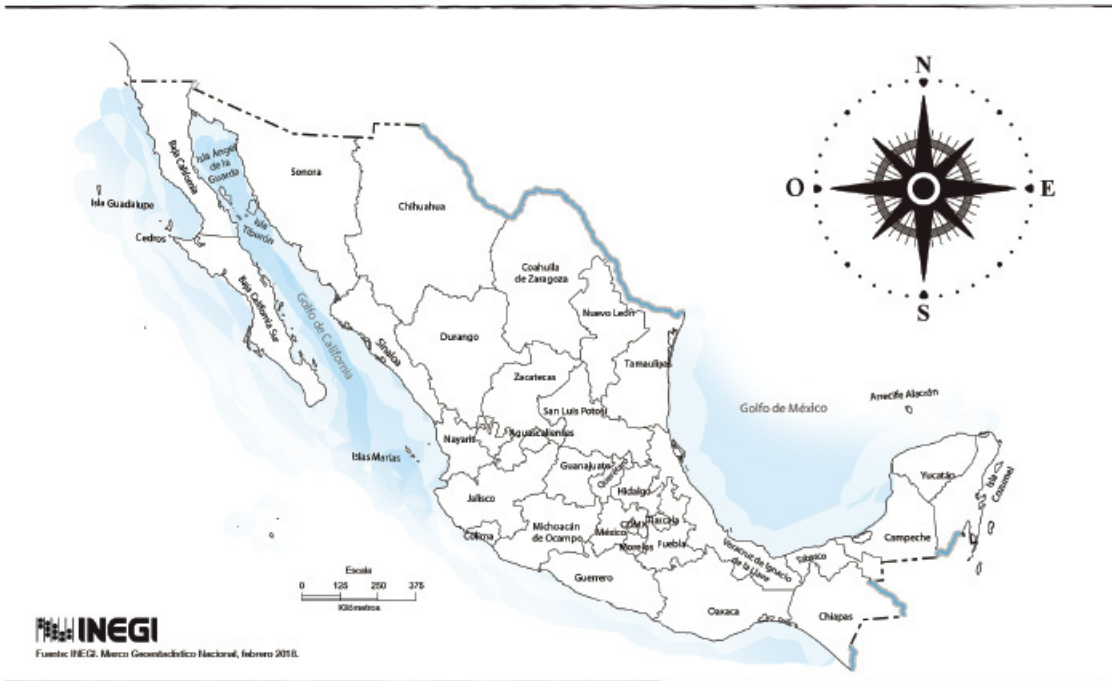 N
O
E
S
Baja California
Isla Ángel
de la
Guarda
Sonora
Isla Guadalupe
Chihuahua
Isla
Tiburón
Cedros
Coahuila
de Zaragoza
Baja California Sur
Golfo de California
Nuevo León
Durango
Sinaloa
Tamaulipas
Zacatecas
Arrecife Alacrán
Golfo de México
San Luis Potosí
Nayarit
Aguascalientes
Islas Marías
Guanajuato
Querétaro
Yucatán
Isla
Cozumel
Jalisco
Hidalgo
Michoacán
de Ocampo
México
CDMX
Tlaxcala
Colima
Morelos
Puebla
Veracruz de Ignacio
de la Llave
Tabasco
Campeche
Guerrero
Oaxaca
Chiapas
Escala
0 125 250 375
Kilómetros
INEGI
Fuente: INEGI. Marco Geoestadístico Nacional, febrero 2018.